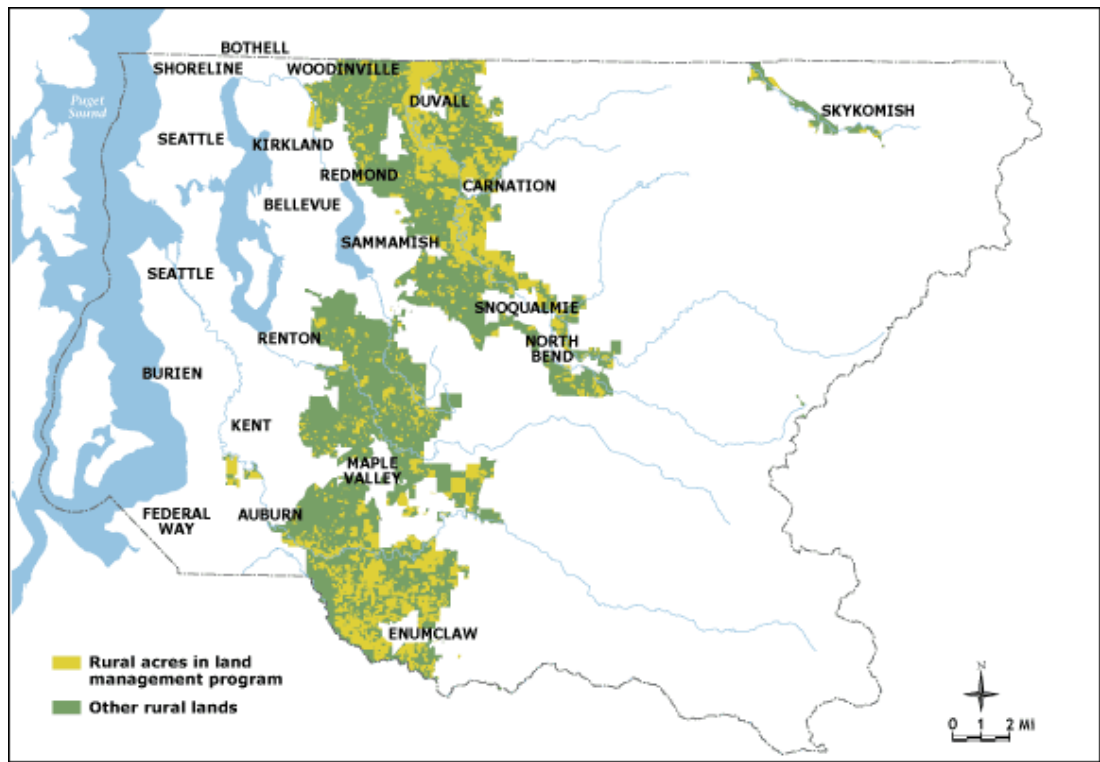 BOTHELL
SHORELINE
WOODINVILLE
Puget
Sound
DUVALL
SKYKOMISH
SEATTLE
KIRKLAND
REDMOND
CARNATION
BELLEVUE
SAMMAMISH
SEATTLE
SNOQUALMIE
RENTON
NORTH
BEND
BURIEN
KENT
MAPLE
VALLEY
FEDERAL
WAY
AUBURN
ENUMCLAW
Rural acres in land
management program
Other rural lands
N
0 1 2 Mi